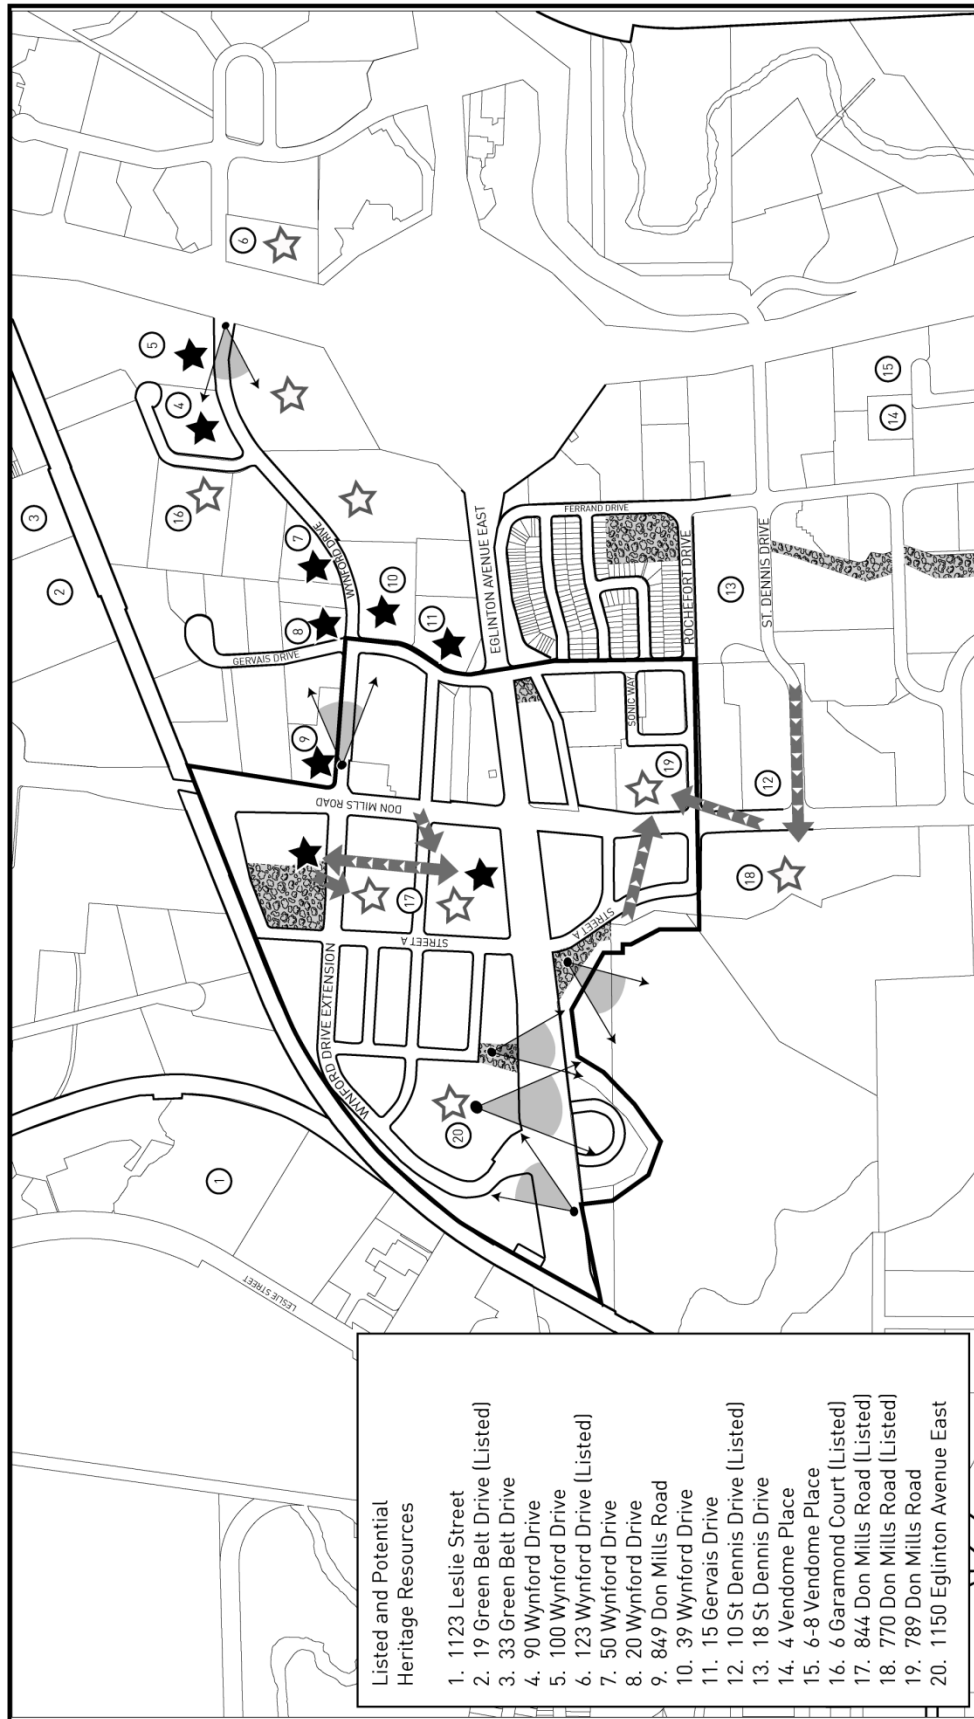 Listed and Potential
Heritage Resources
1. 1123 Leslie Street
2. 19 Green Belt Drive (Listed)
3. 33 Green Belt Drive
4. 90 Wynford Drive
5. 100 Wynford Drive
6. 123 Wynford Drive (Listed)
7. 50 Wynford Drive
8. 20 Wynford Drive
9. 849 Don Mills Road
10. 39 Wynford Drive
11. 15 Gervais Drive
12. 10 St Dennis Drive (Listed)
13. 18 St Dennis Drive
14. 4 Vendome Place
15. 6-8 Vendome Place
16. 6 Garamond Court (Listed)
17. 844 Don Mills Road (Listed)
18. 770 Don Mills Road (Listed)
19. 789 Don Mills Road
20. 1150 Eglinton Avenue East
LESLIE STREET
WYNFORD DRIVE EXTENSION
STREET A
STREET A
DON MILLS ROAD
GERVAIS DRIVE
WYNFORD DRIVE
EGLINTON AVENUE EAST
FERRAND DRIVE
SONIC WAY
ROCHEFORT DRIVE
ST. DENNIS DRIVE
1
2
3
4
5
6
7
8
9
10
11
12
13
14
15
16
17
18
19
20